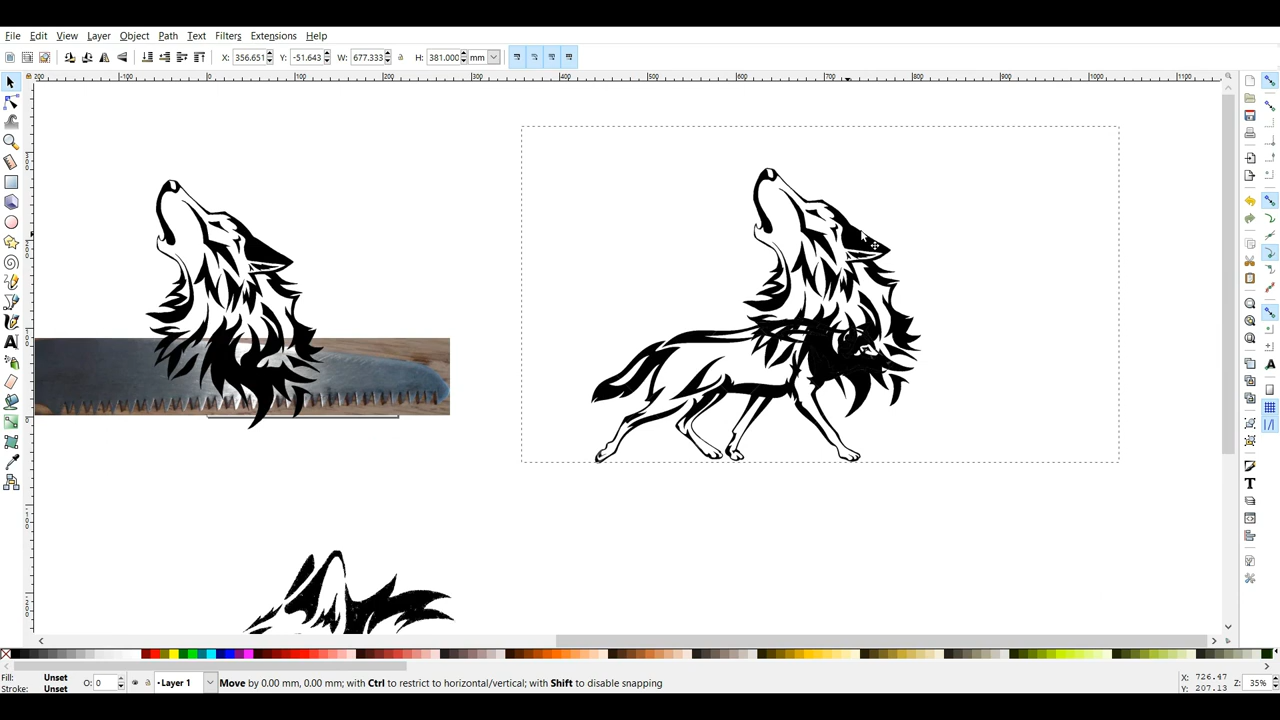 File Edit View Layer Object Path Text Filters Extensions Help
X: 356.651 Y: -51.643 W: 677.333 H: 381.000 mm
200 -100 0 100 200 300 400 500 600 700 800 900 1000 1100
Fill: Unset O: 0 Layer 1 Move by 0.00 mm, 0.00 mm; with Ctrl to restrict to horizontal/vertical; with Shift to disable snapping X: 726.47 Z: 35%
Stroke: Unset Y: 207.13